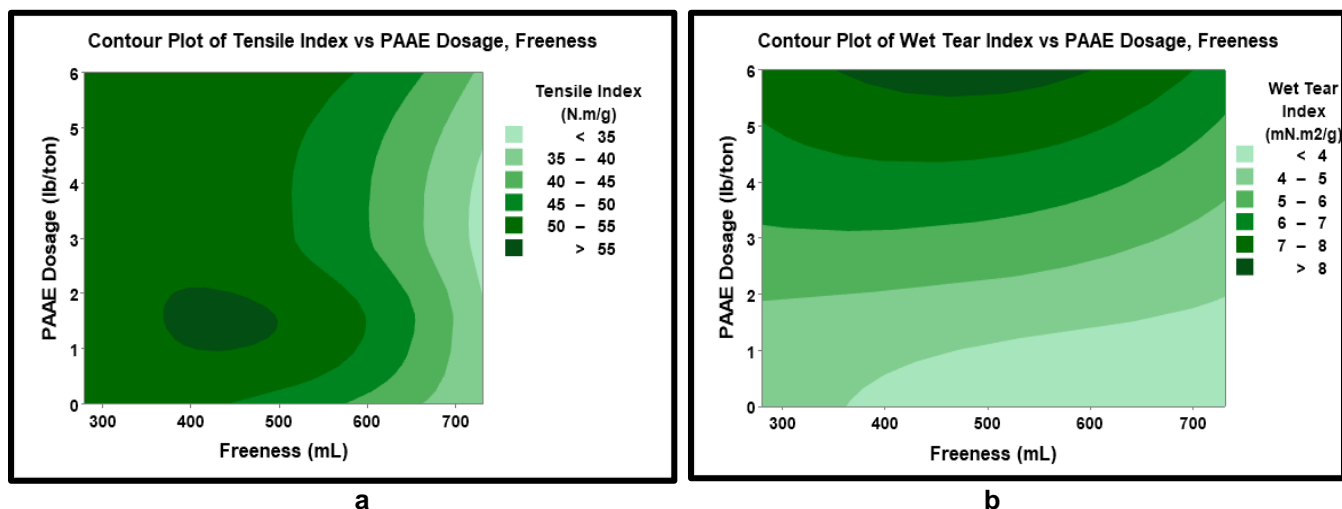 Contour Plot of Tensile Index vs PAAE Dosage, Freeness
PAAE Dosage (lb/ton)
6
5
4
3
2
1
0
300 400 500 600 700
Freeness (mL)
Tensile Index
(N.m/g)
< 35
35 – 40
40 – 45
45 – 50
50 – 55
> 55
a
Contour Plot of Wet Tear Index vs PAAE Dosage, Freeness
PAAE Dosage (lb/ton)
6
5
4
3
2
1
0
300 400 500 600 700
Freeness (mL)
Wet Tear
Index
(mN.m2/g)
< 4
4 – 5
5 – 6
6 – 7
7 – 8
> 8
b